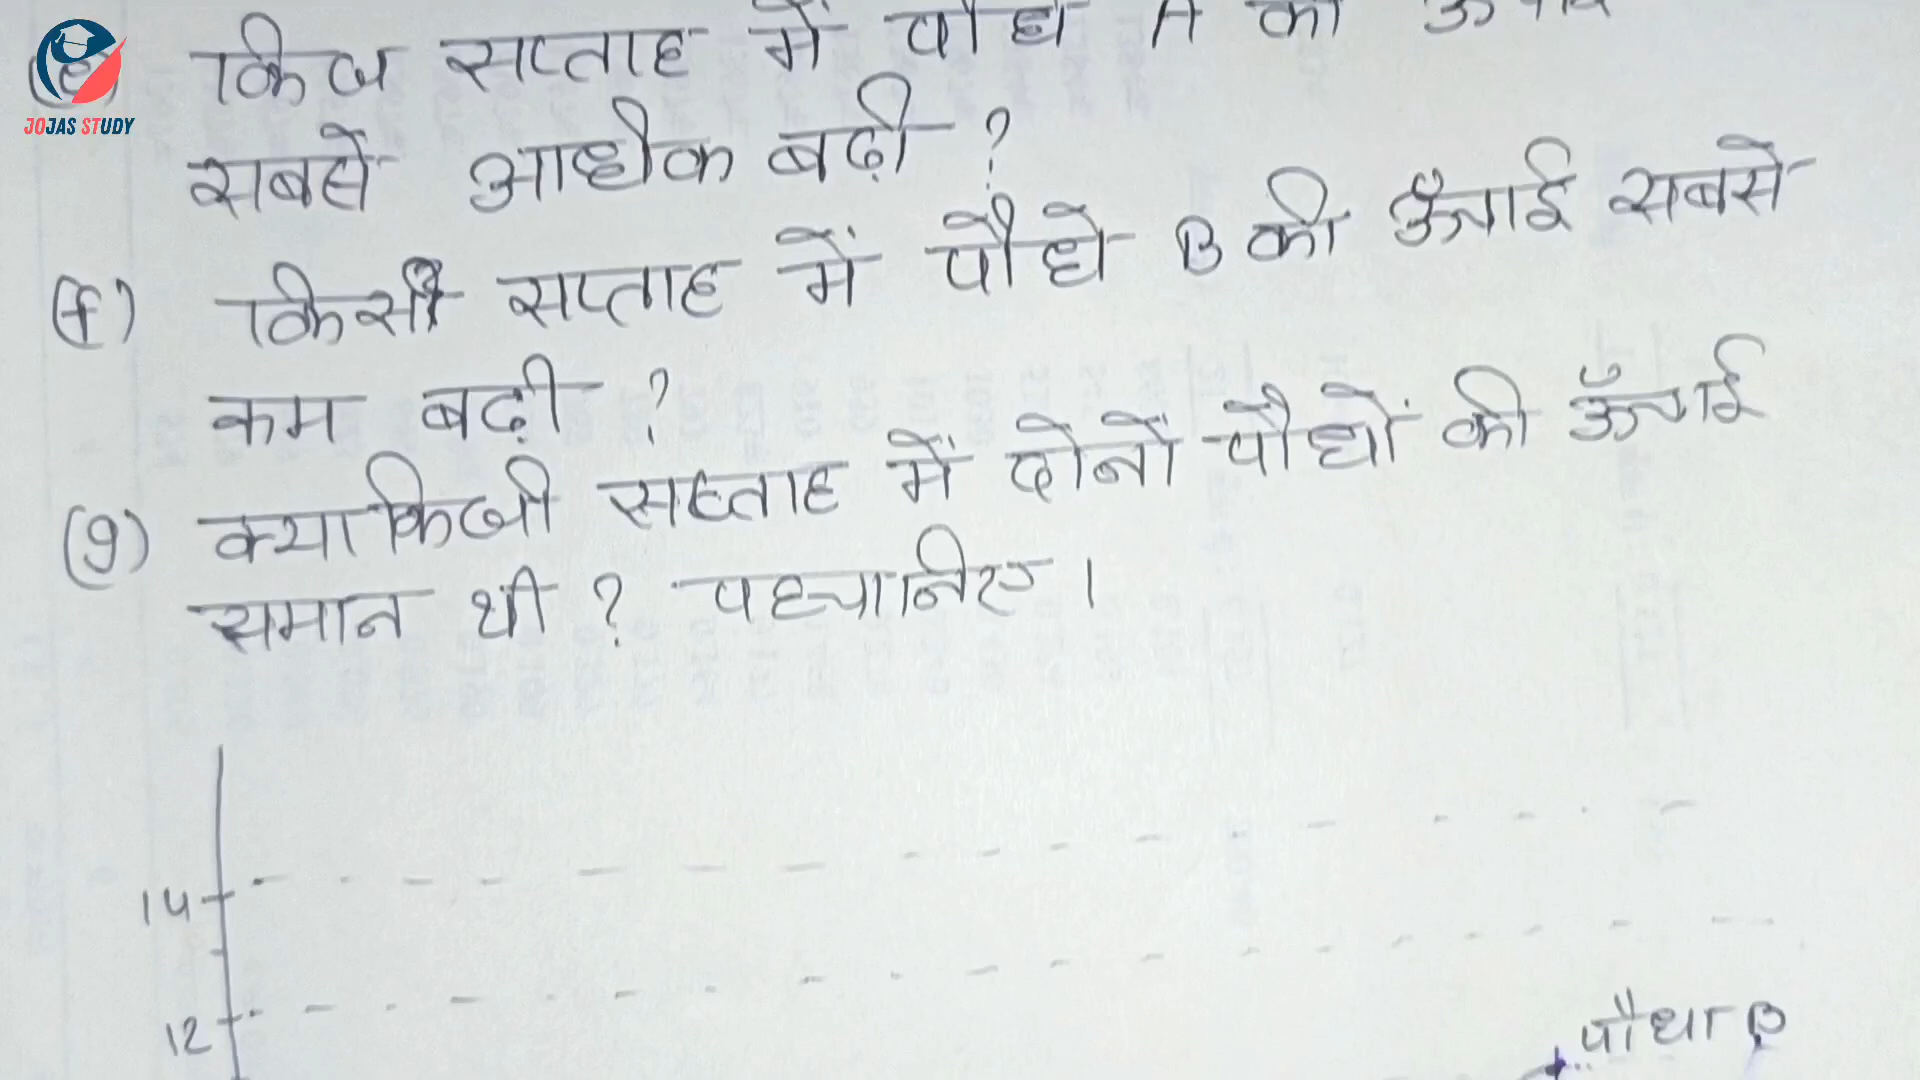 JOJAS STUDY
(e) किस सप्ताह में पौधे A की
सबसे अधिक बढ़ी ?
(f) किसी सप्ताह में पौधे B की ऊँचाई सबसे
कम बढ़ी ?
(g) क्या किसी सप्ताह में दोनों पौधों की ऊँचाई
समान थी ? पहचानिए ।
14
12
पौधा B